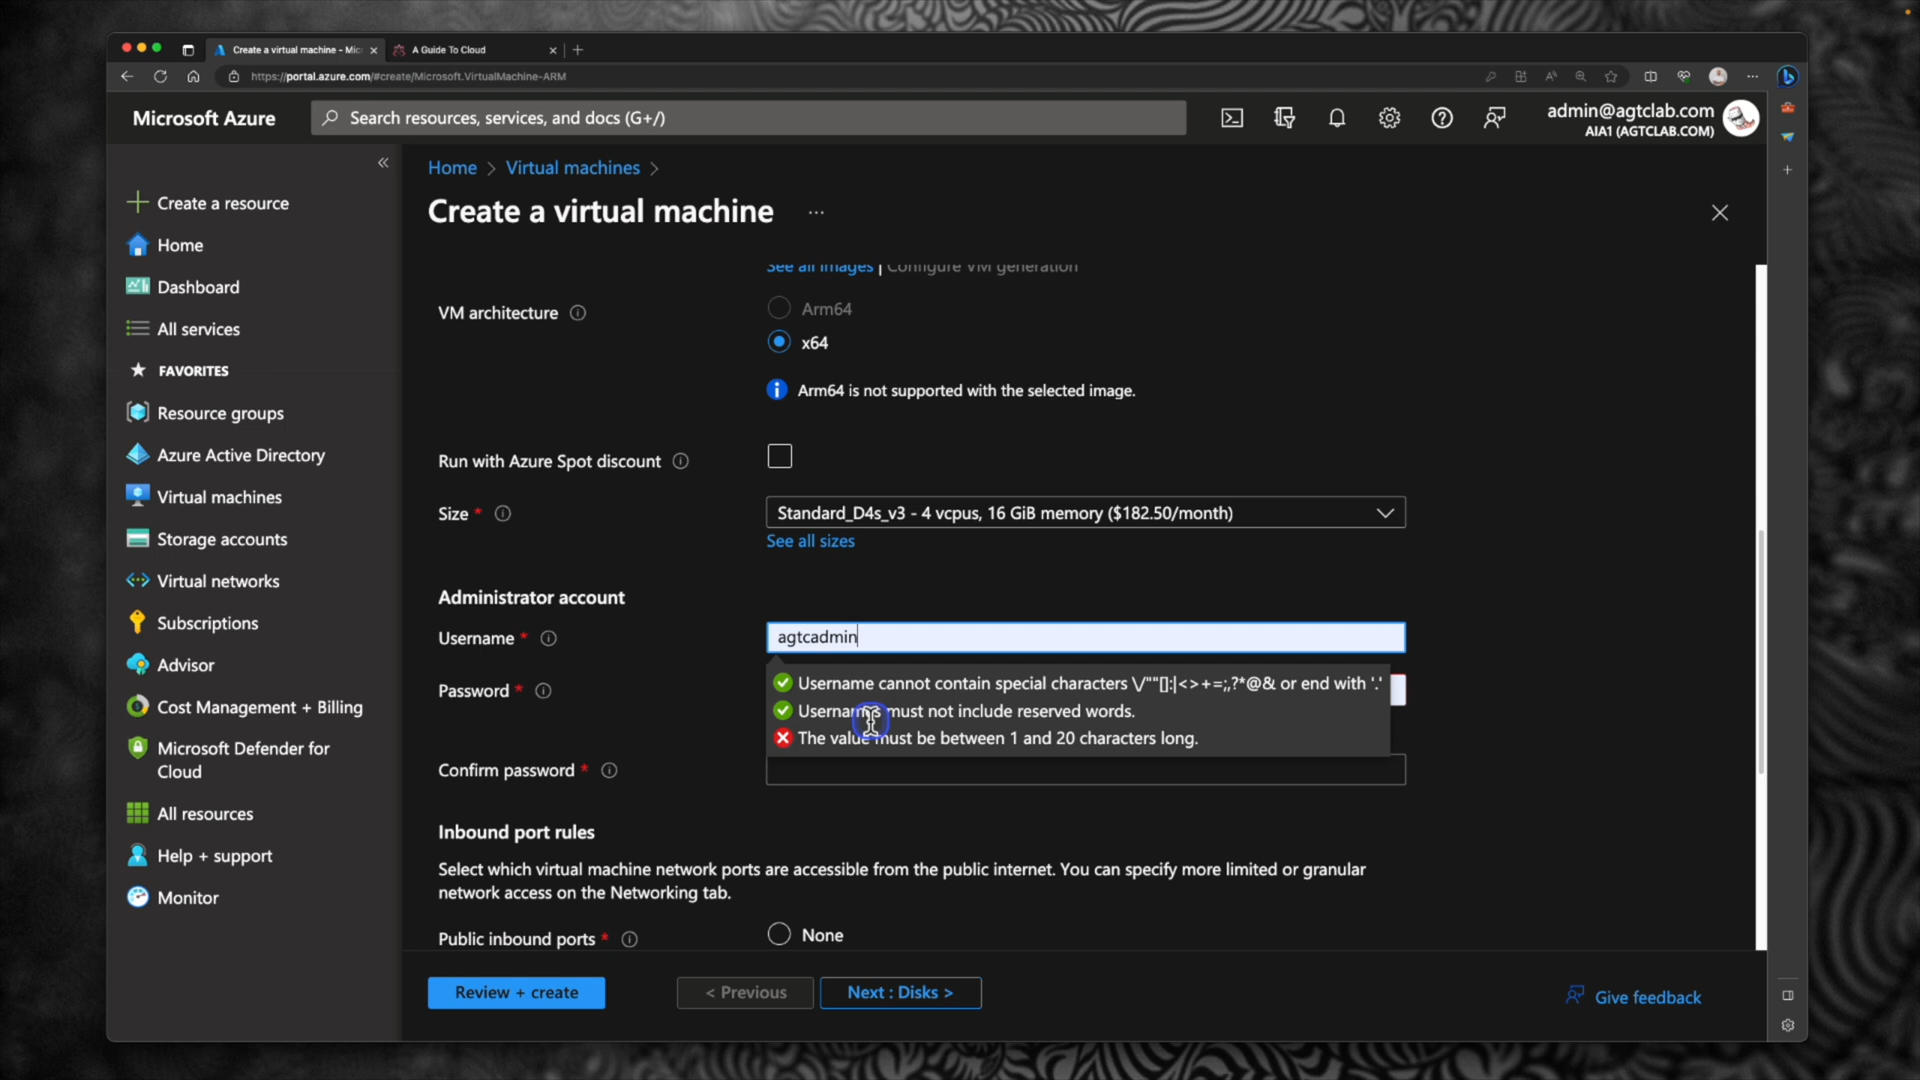 Create a virtual machine - Mic
A Guide To Cloud
https://portal.azure.com/#create/Microsoft.VirtualMachine-ARM
Microsoft Azure
Search resources, services, and docs (G+/)
admin@agtclab.com
AIA1 (AGTCLAB.COM)
Create a resource
Home
Dashboard
All services
FAVORITES
Resource groups
Azure Active Directory
Virtual machines
Storage accounts
Virtual networks
Subscriptions
Advisor
Cost Management + Billing
Microsoft Defender for
Cloud
All resources
Help + support
Monitor
Home > Virtual machines >
Create a virtual machine ...
See all images | Configure VM generation
VM architecture
Arm64
x64
Arm64 is not supported with the selected image.
Run with Azure Spot discount
Size *
Standard_D4s_v3 - 4 vcpus, 16 GiB memory ($182.50/month)
See all sizes
Administrator account
Username *
agtcadmin
Username cannot contain special characters \/""[]:|<>+=;,?*@& or end with '.'
Password *
Usernames must not include reserved words.
The value must be between 1 and 20 characters long.
Confirm password *
Inbound port rules
Select which virtual machine network ports are accessible from the public internet. You can specify more limited or granular
network access on the Networking tab.
Public inbound ports *
None
Review + create
< Previous
Next : Disks >
Give feedback